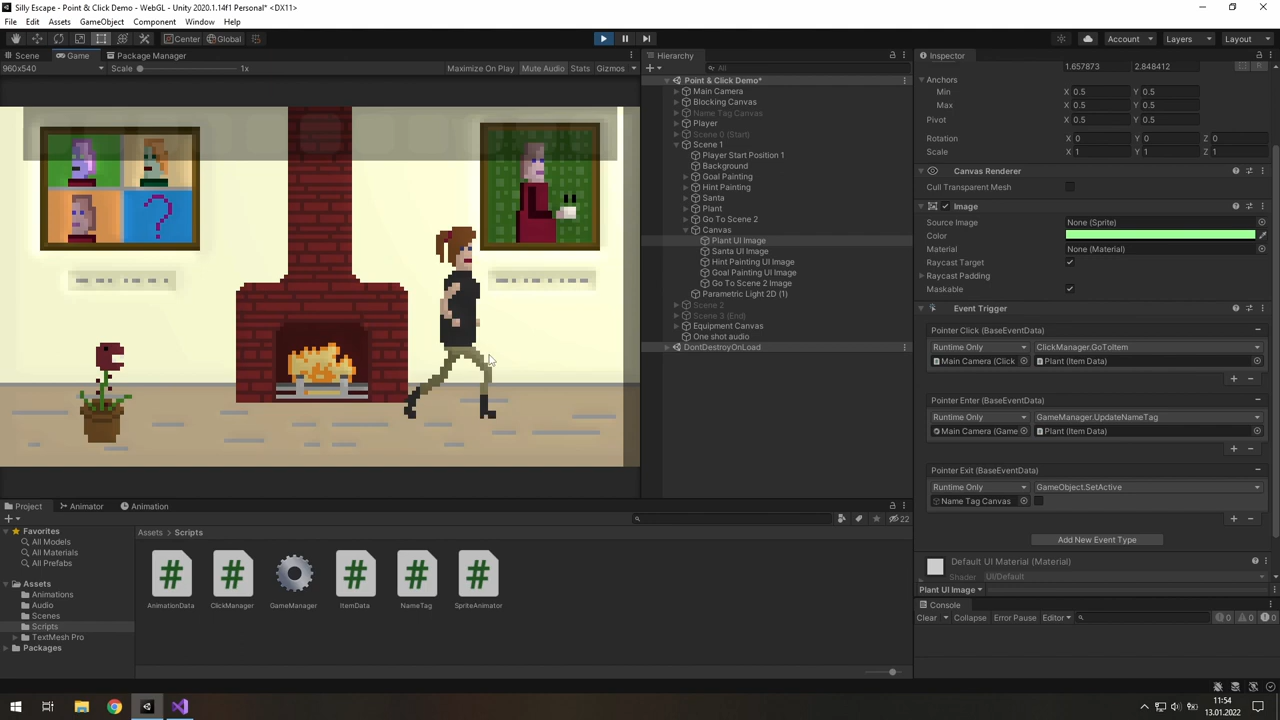 Silly Escape - Point & Click Demo - WebGL - Unity 2020.1.14f1 Personal* <DX11>
File Edit Assets GameObject Component Window Help
Center Global Account Layers Layout
Scene Game Package Manager
960x540 Scale 1x Maximize On Play Mute Audio Stats Gizmos
Hierarchy
All
Point & Click Demo*
Main Camera
Blocking Canvas
Name Tag Canvas
Player
Scene 0 (Start)
Scene 1
Player Start Position 1
Background
Goal Painting
Hint Painting
Santa
Plant
Go To Scene 2
Canvas
Plant UI Image
Santa UI Image
Hint Painting UI Image
Goal Painting UI Image
Go To Scene 2 Image
Parametric Light 2D (1)
Scene 2
Scene 3 (End)
Equipment Canvas
One shot audio
DontDestroyOnLoad
Inspector
1.657873 2.848412
Anchors
Min X 0.5 Y 0.5
Max X 0.5 Y 0.5
Pivot X 0.5 Y 0.5
Rotation X 0 Y 0 Z 0
Scale X 1 Y 1 Z 1
Canvas Renderer
Cull Transparent Mesh
Image
Source Image None (Sprite)
Color
Material None (Material)
Raycast Target
Raycast Padding
Maskable
Event Trigger
Pointer Click (BaseEventData)
Runtime Only ClickManager.GoToItem
Main Camera (Click Plant (Item Data)
Pointer Enter (BaseEventData)
Runtime Only GameManager.UpdateNameTag
Main Camera (Game Plant (Item Data)
Pointer Exit (BaseEventData)
Runtime Only GameObject.SetActive
Name Tag Canvas
Add New Event Type
Default UI Material (Material)
Shader UI/Default
Plant UI Image
Console
Clear Collapse Error Pause Editor 0 0 0
Project Animator Animation
22
Favorites
All Models
All Materials
All Prefabs
Assets
Animations
Audio
Scenes
Scripts
TextMesh Pro
Packages
Assets > Scripts
AnimationData ClickManager GameManager ItemData NameTag SpriteAnimator
11:54
13.01.2022